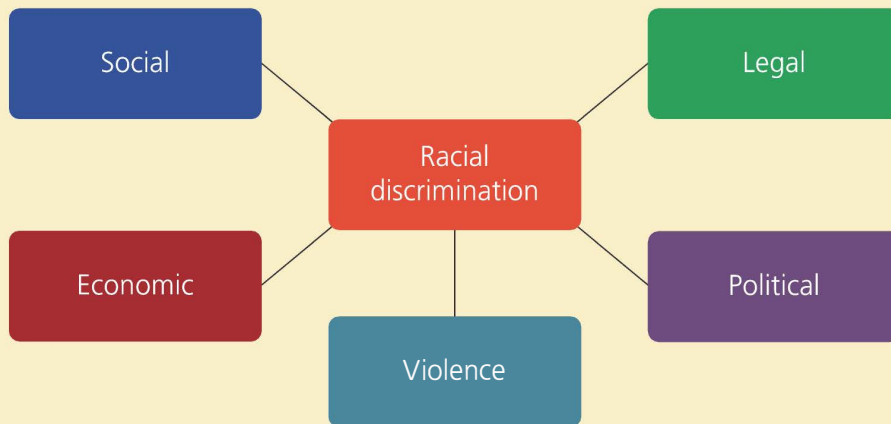 Social
Legal
Racial
discrimination
Economic
Political
Violence